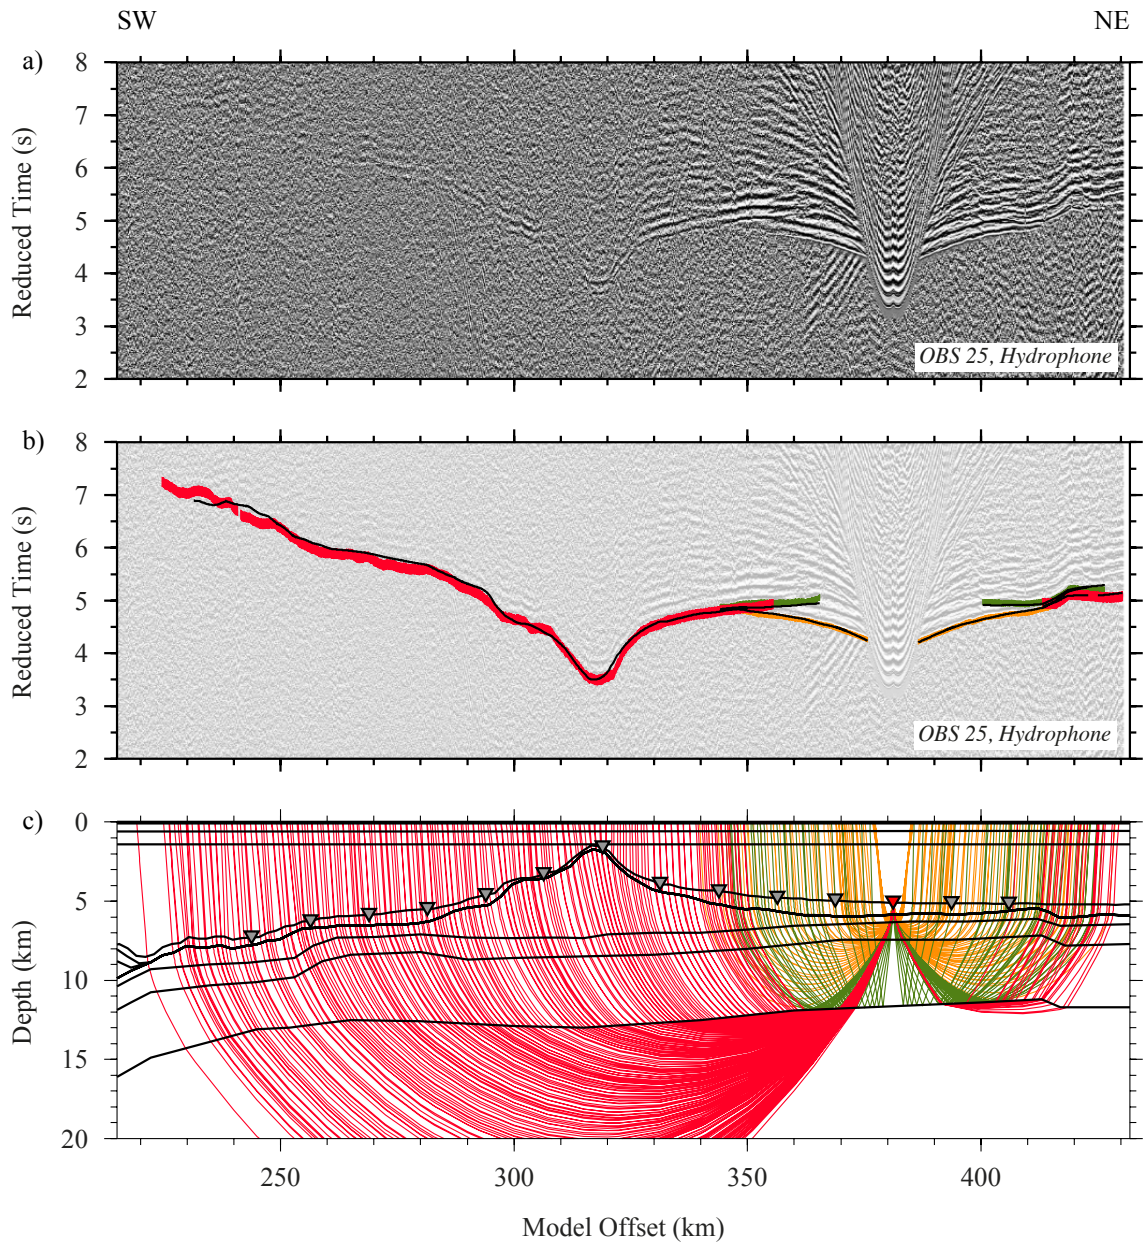 SW NE
a)
8
7
6
5
4
3
2
Reduced Time (s)
OBS 25, Hydrophone
b)
8
7
6
5
4
3
2
Reduced Time (s)
OBS 25, Hydrophone
c)
0
5
10
15
20
Depth (km)
250 300 350 400
Model Offset (km)